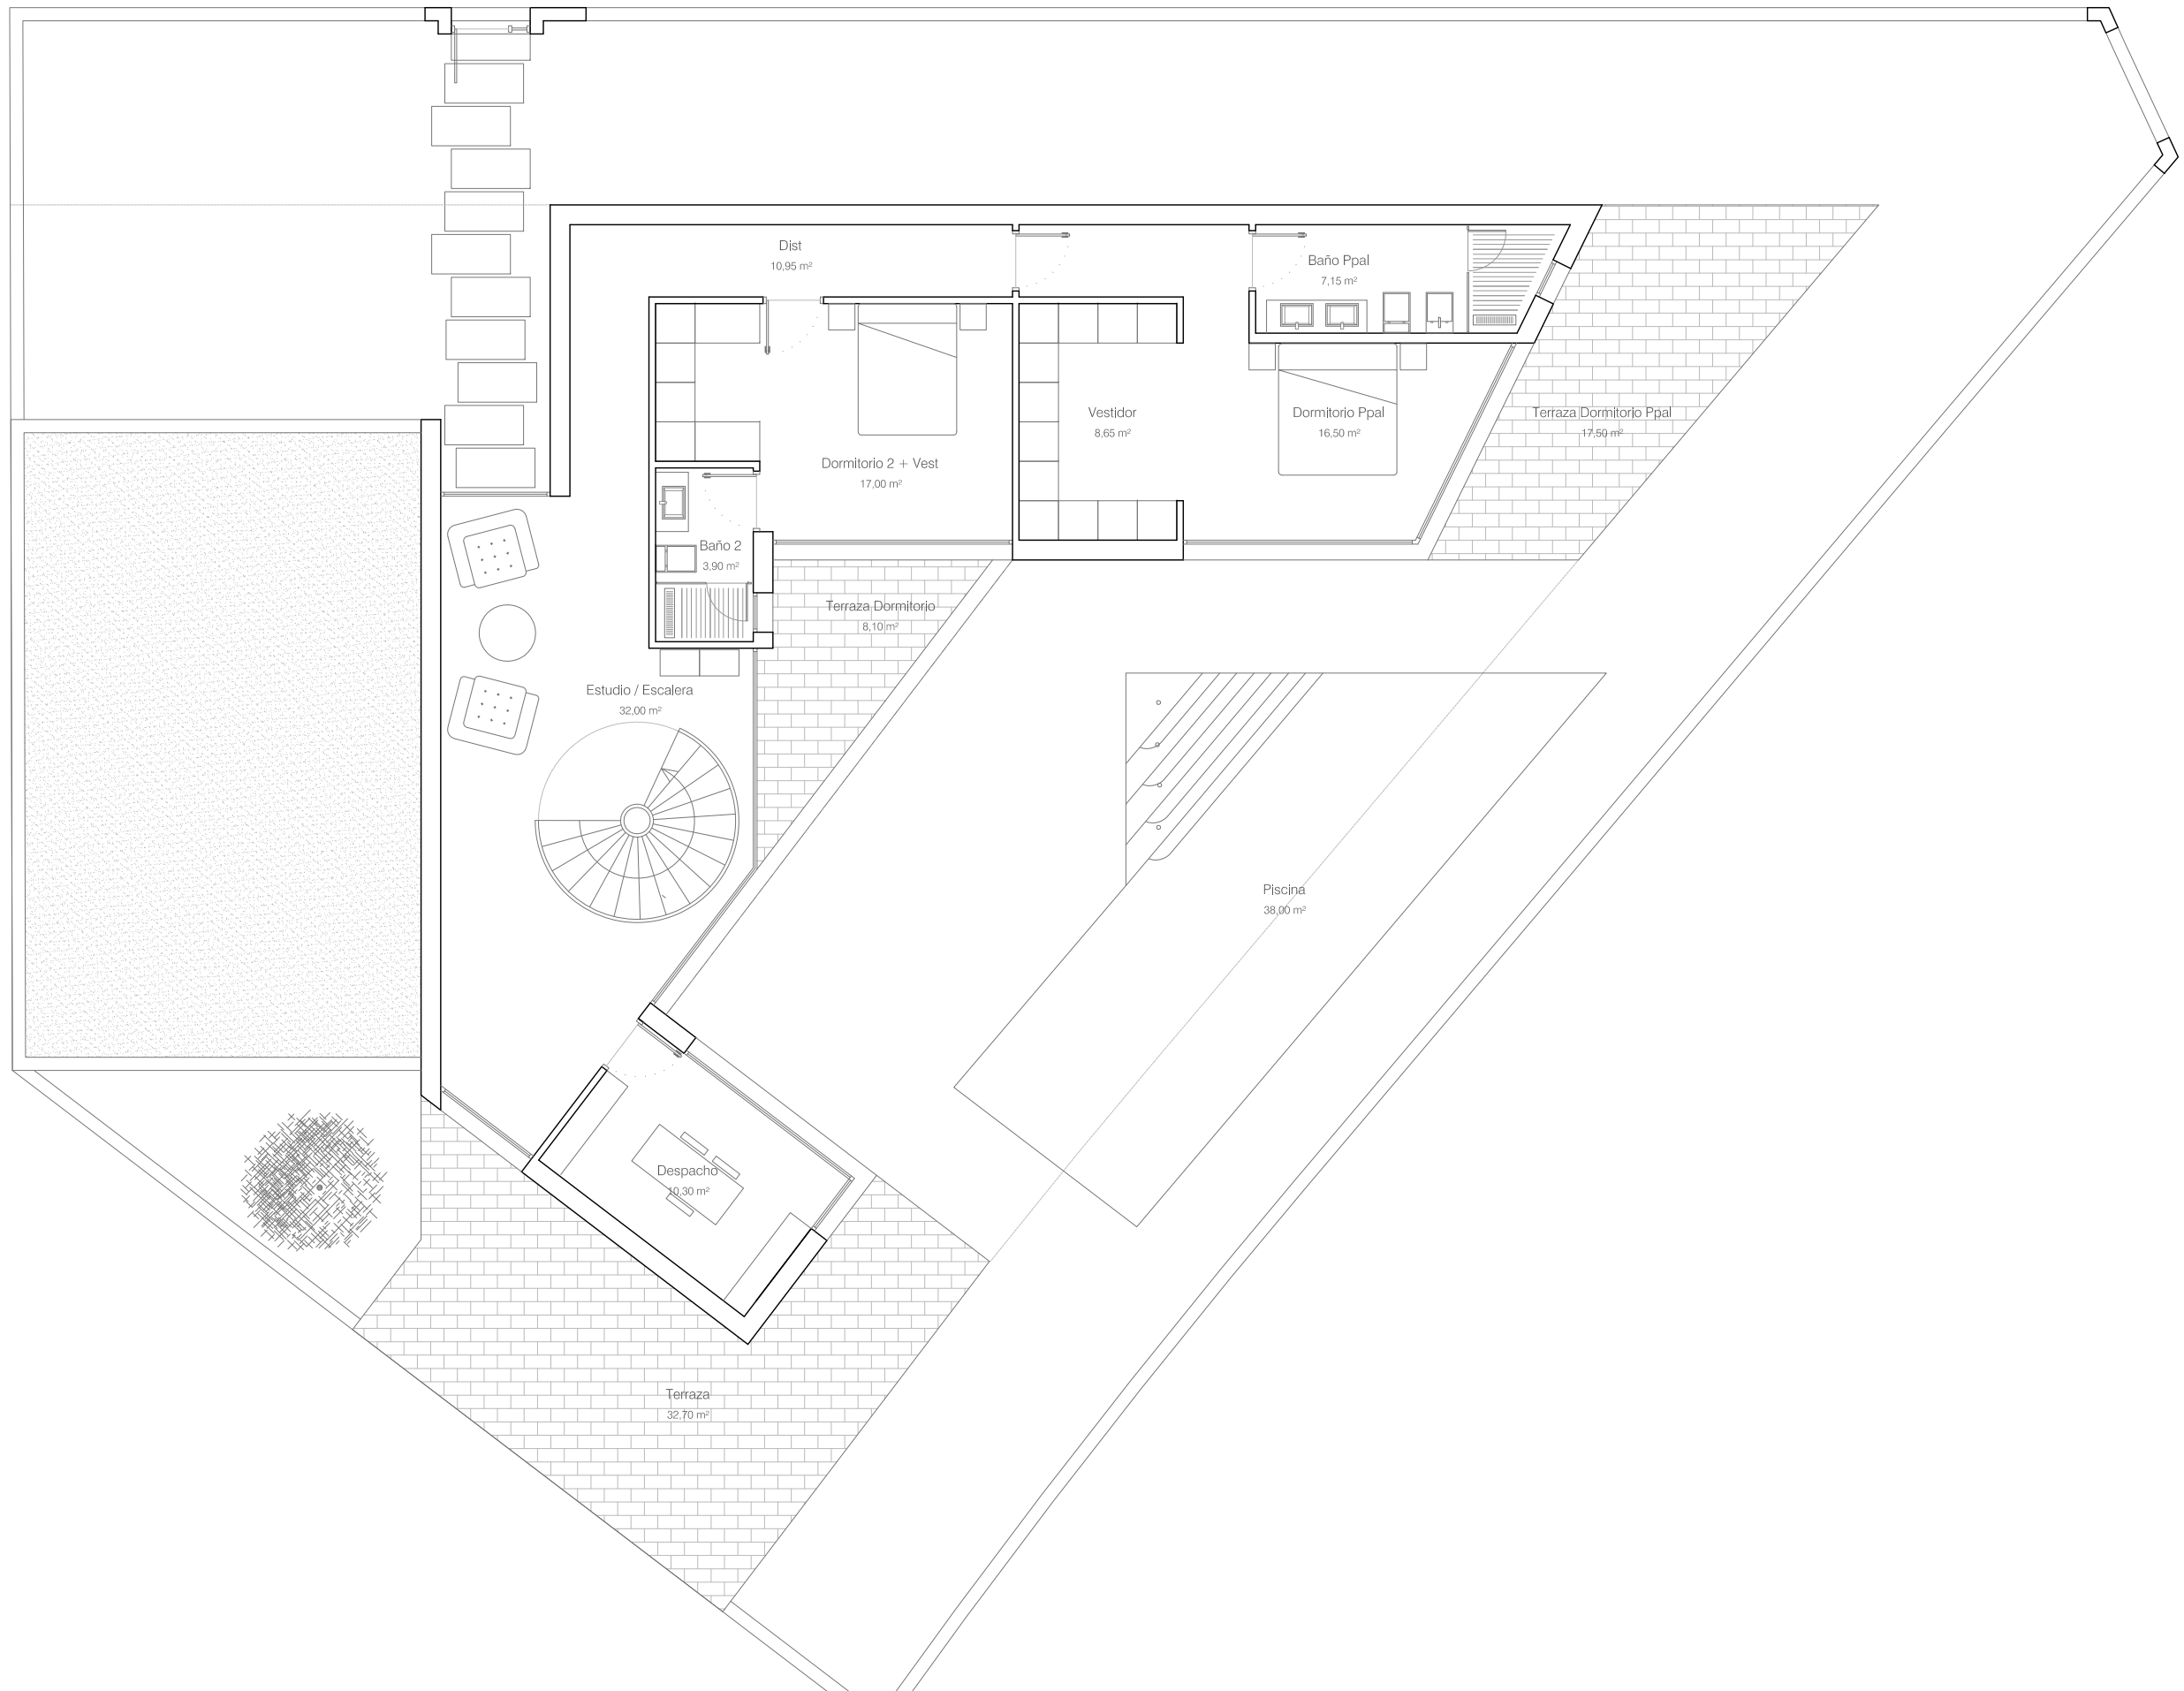 Dist
10,95 m²
Baño Ppal
7,15 m²
Vestidor
8,65 m²
Dormitorio Ppal
16,50 m²
Terraza Dormitorio Ppal
17,50 m²
Dormitorio 2 + Vest
17,00 m²
Baño 2
3,90 m²
Terraza Dormitorio
8,10 m²
Estudio / Escalera
32,00 m²
Piscina
38,00 m²
Despacho
10,30 m²
Terraza
32,70 m²